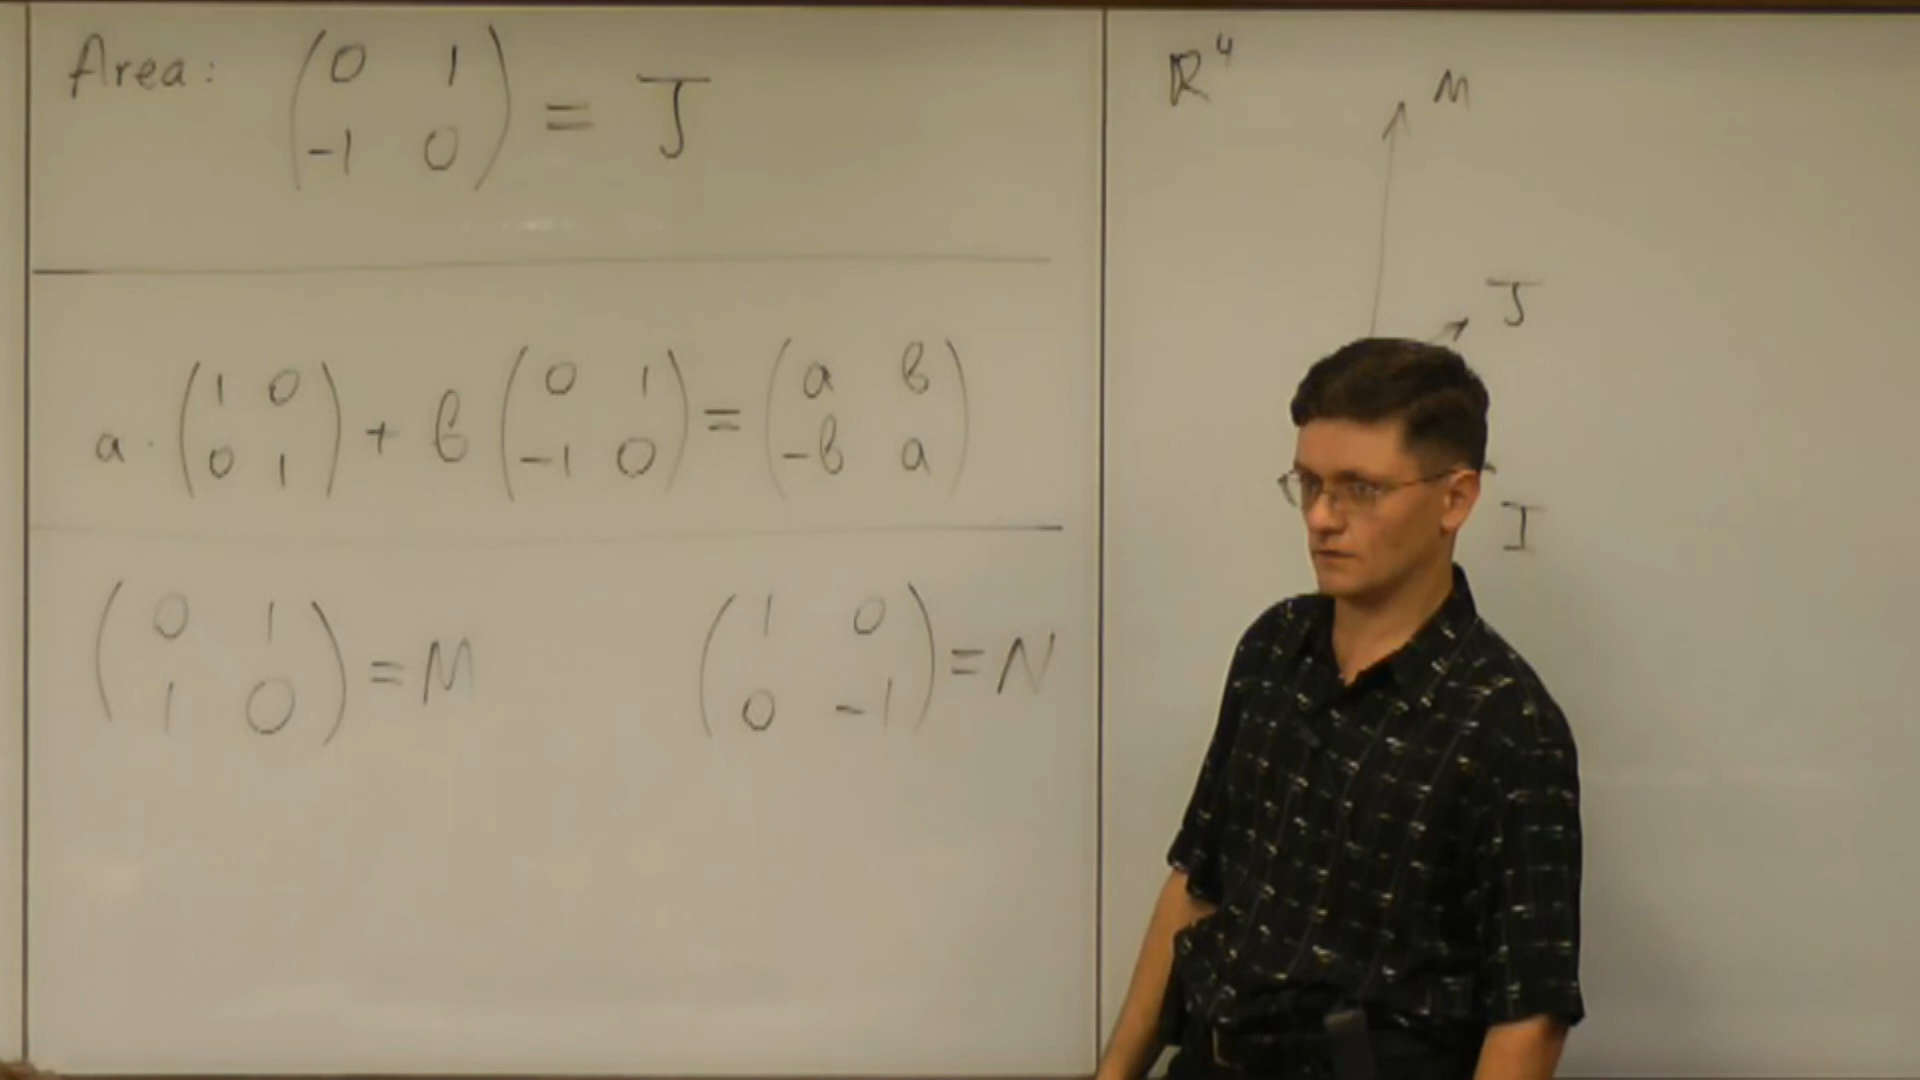 Area: ( 0 1 ; -1 0 ) = J
a · ( 1 0 ; 0 1 ) + b ( 0 1 ; -1 0 ) = ( a b ; -b a )
( 0 1 ; 1 0 ) = M
( 1 0 ; 0 -1 ) = N
R⁴
M
J
I